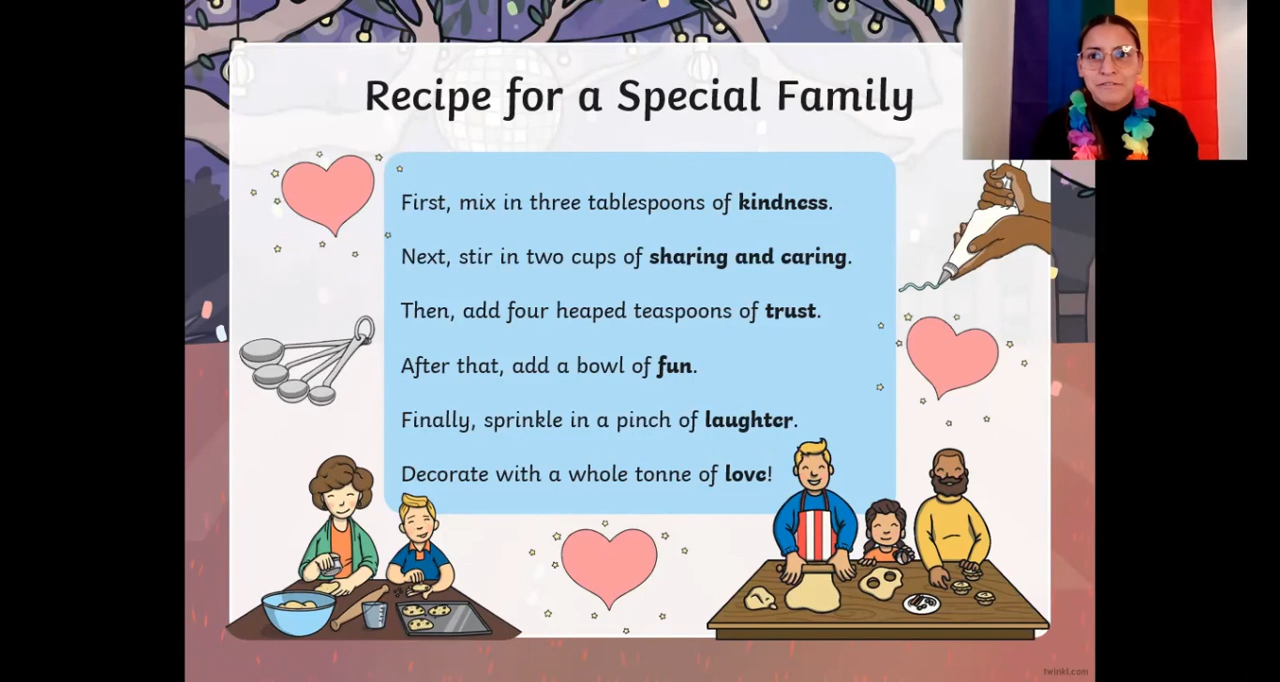 Recipe for a Special Family
First, mix in three tablespoons of kindness.
Next, stir in two cups of sharing and caring.
Then, add four heaped teaspoons of trust.
After that, add a bowl of fun.
Finally, sprinkle in a pinch of laughter.
Decorate with a whole tonne of love!
twinkl.com